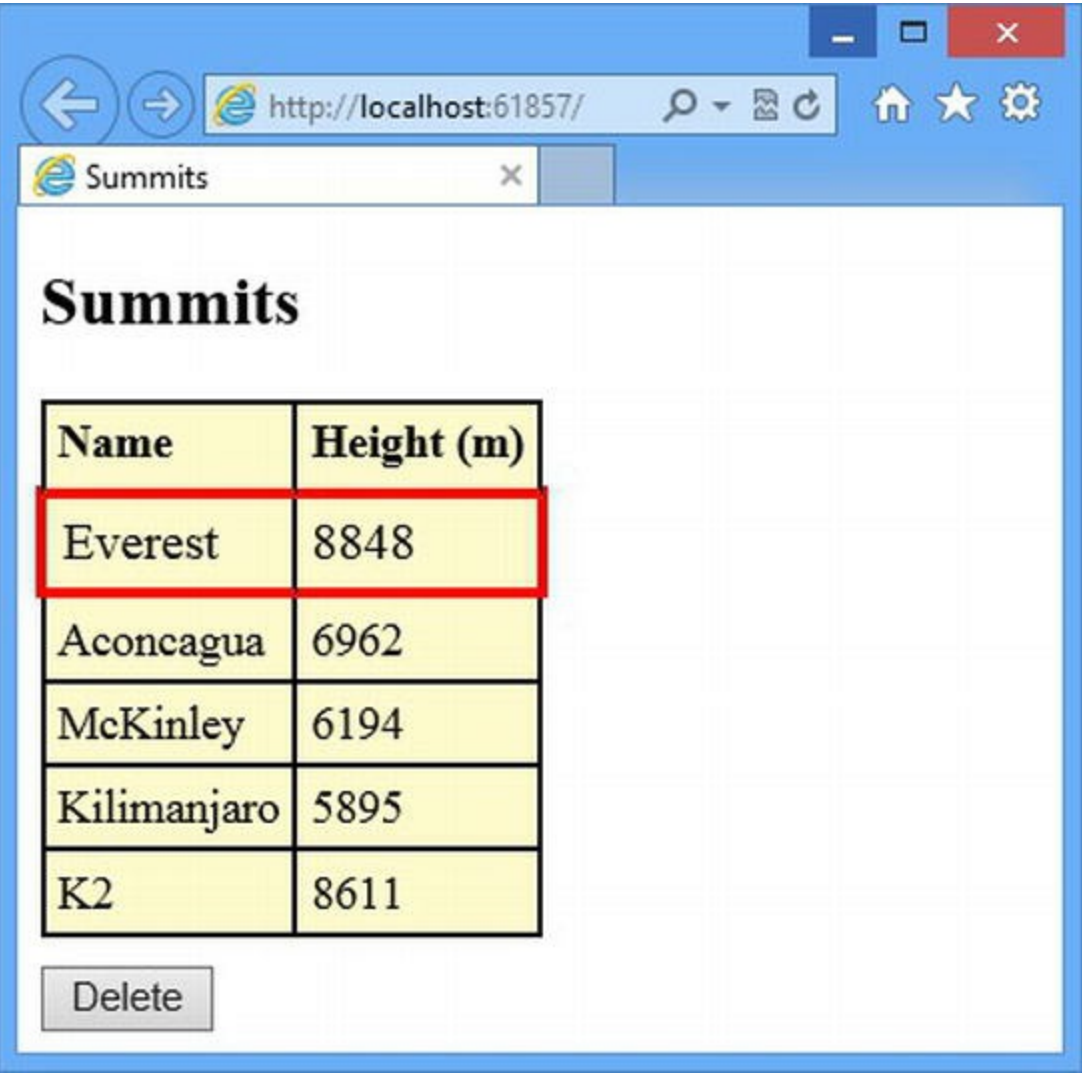 http://localhost:61857/
Summits
Summits
Name Height (m)
Everest 8848
Aconcagua 6962
McKinley 6194
Kilimanjaro 5895
K2 8611
Delete